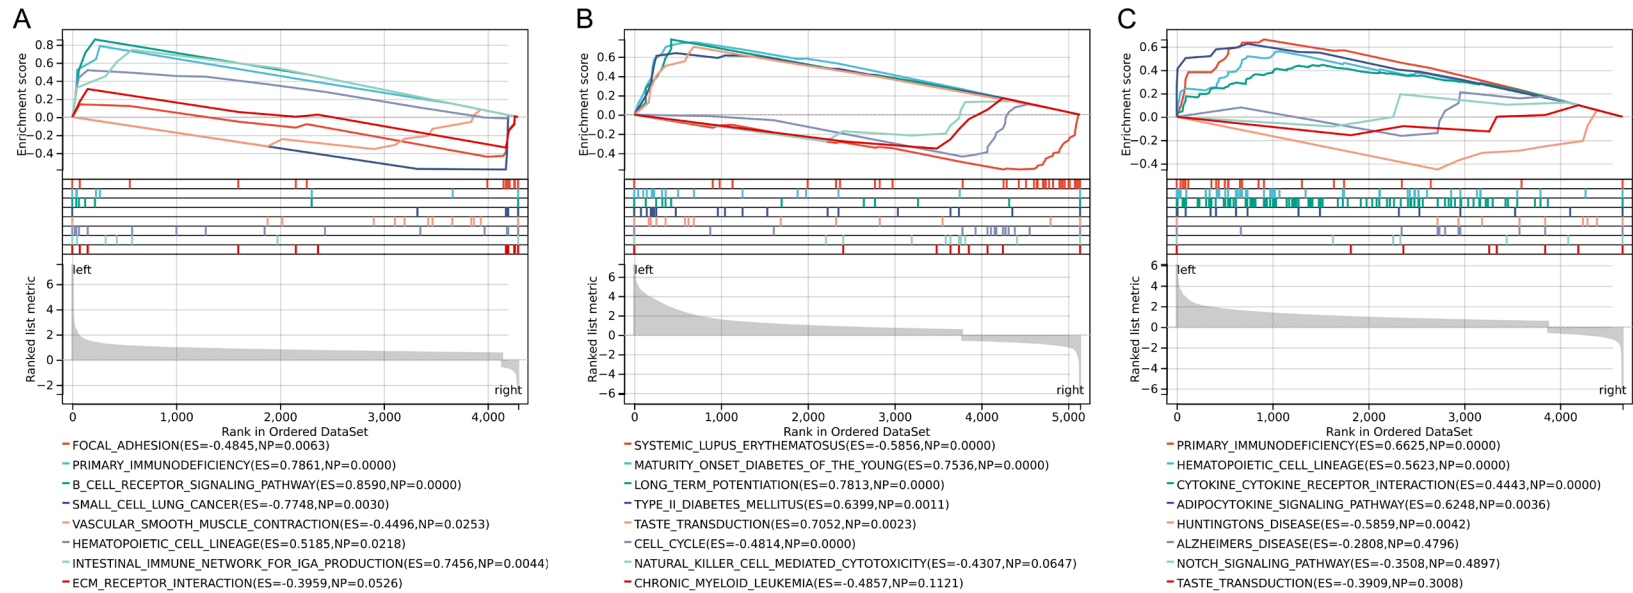 A
Enrichment score
0.8
0.6
0.4
0.2
0.0
−0.2
−0.4
left
Ranked list metric
6
4
2
0
−2
right
0 1,000 2,000 3,000 4,000
Rank in Ordered DataSet
FOCAL_ADHESION(ES=-0.4845,NP=0.0063)
PRIMARY_IMMUNODEFICIENCY(ES=0.7861,NP=0.0000)
B_CELL_RECEPTOR_SIGNALING_PATHWAY(ES=0.8590,NP=0.0000)
SMALL_CELL_LUNG_CANCER(ES=-0.7748,NP=0.0030)
VASCULAR_SMOOTH_MUSCLE_CONTRACTION(ES=-0.4496,NP=0.0253)
HEMATOPOIETIC_CELL_LINEAGE(ES=0.5185,NP=0.0218)
INTESTINAL_IMMUNE_NETWORK_FOR_IGA_PRODUCTION(ES=0.7456,NP=0.0044)
ECM_RECEPTOR_INTERACTION(ES=-0.3959,NP=0.0526)
B
Enrichment score
0.6
0.4
0.2
0.0
−0.2
−0.4
left
Ranked list metric
6
4
2
0
−2
−4
−6
right
0 1,000 2,000 3,000 4,000 5,000
Rank in Ordered DataSet
SYSTEMIC_LUPUS_ERYTHEMATOSUS(ES=-0.5856,NP=0.0000)
MATURITY_ONSET_DIABETES_OF_THE_YOUNG(ES=0.7536,NP=0.0000)
LONG_TERM_POTENTIATION(ES=0.7813,NP=0.0000)
TYPE_II_DIABETES_MELLITUS(ES=0.6399,NP=0.0011)
TASTE_TRANSDUCTION(ES=0.7052,NP=0.0023)
CELL_CYCLE(ES=-0.4814,NP=0.0000)
NATURAL_KILLER_CELL_MEDIATED_CYTOTOXICITY(ES=-0.4307,NP=0.0647)
CHRONIC_MYELOID_LEUKEMIA(ES=-0.4857,NP=0.1121)
C
Enrichment score
0.6
0.4
0.2
0.0
−0.2
−0.4
left
Ranked list metric
6
4
2
0
−2
−4
−6
right
0 1,000 2,000 3,000 4,000
Rank in Ordered DataSet
PRIMARY_IMMUNODEFICIENCY(ES=0.6625,NP=0.0000)
HEMATOPOIETIC_CELL_LINEAGE(ES=0.5623,NP=0.0000)
CYTOKINE_CYTOKINE_RECEPTOR_INTERACTION(ES=0.4443,NP=0.0000)
ADIPOCYTOKINE_SIGNALING_PATHWAY(ES=0.6248,NP=0.0036)
HUNTINGTONS_DISEASE(ES=-0.5859,NP=0.0042)
ALZHEIMERS_DISEASE(ES=-0.2808,NP=0.4796)
NOTCH_SIGNALING_PATHWAY(ES=-0.3508,NP=0.4897)
TASTE_TRANSDUCTION(ES=-0.3909,NP=0.3008)